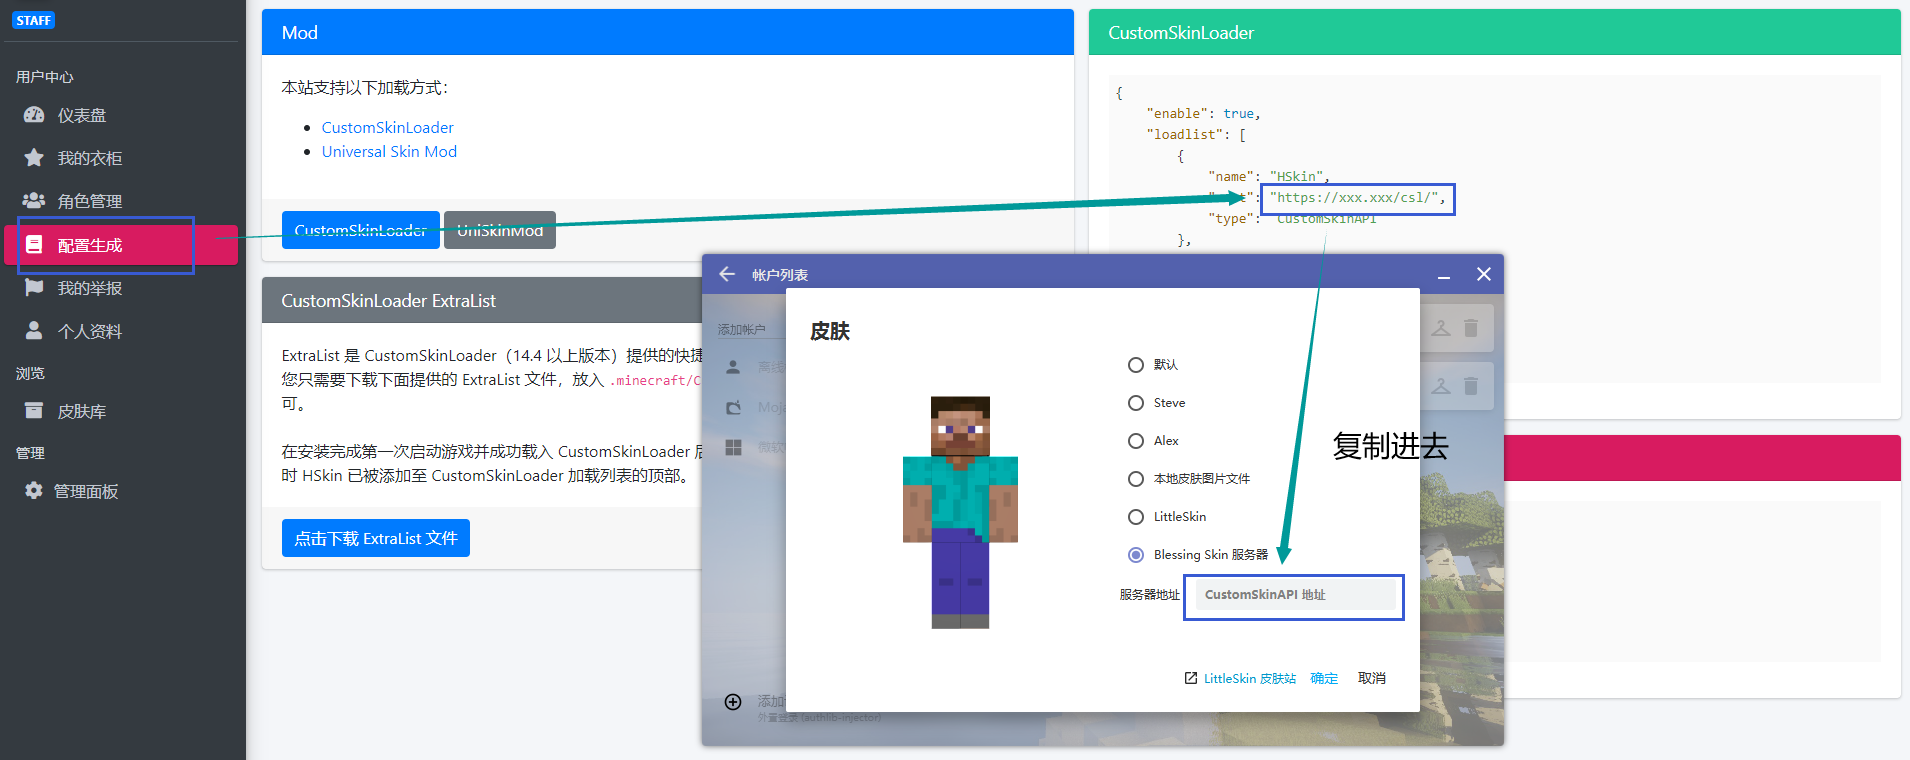 STAFF
用户中心
仪表盘
我的衣柜
角色管理
配置生成
我的举报
个人资料
浏览
皮肤库
管理
管理面板
Mod
本站支持以下加载方式：
CustomSkinLoader
Universal Skin Mod
CustomSkinLoader
UniSkinMod
CustomSkinLoader ExtraList
ExtraList 是 CustomSkinLoader（14.4 以上版本）提供的快捷
您只需要下载下面提供的 ExtraList 文件，放入 .minecraft/C
可。
在安装完成第一次启动游戏并成功载入 CustomSkinLoader 后
时 HSkin 已被添加至 CustomSkinLoader 加载列表的顶部。
点击下载 ExtraList 文件
CustomSkinLoader
{
"enable": true,
"loadlist": [
{
"name": "HSkin",
"https://xxx.xxx/csl/",
"type": "CustomSkinAPI"
},
帐户列表
添加帐户
离线
Moja
微软
添加
外置登录 (authlib-injector)
皮肤
默认
Steve
Alex
本地皮肤图片文件
LittleSkin
Blessing Skin 服务器
服务器地址
CustomSkinAPI 地址
LittleSkin 皮肤站
确定
取消
复制进去